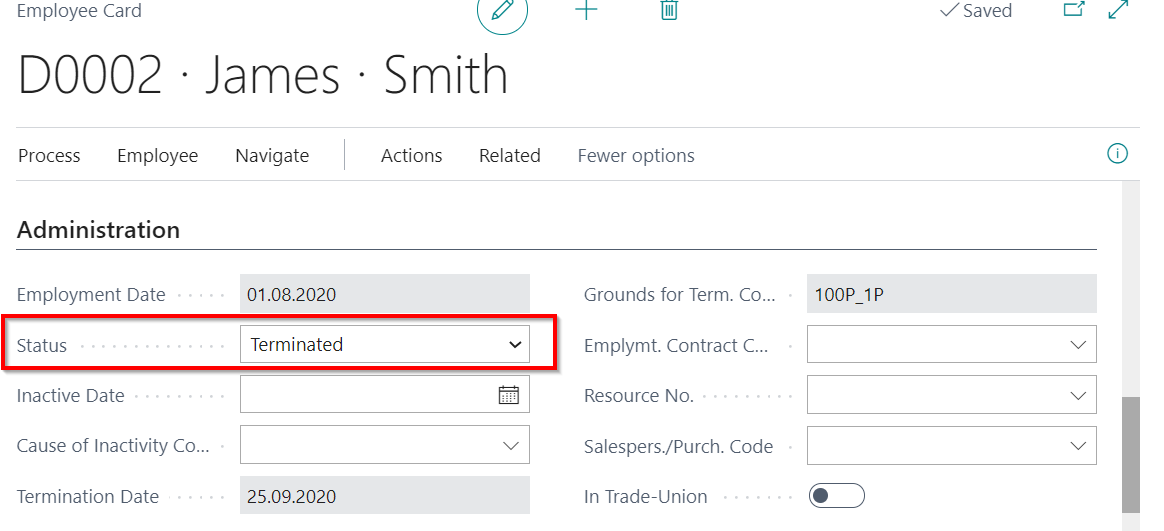 Employee Card
Saved
D0002 · James · Smith
Process Employee Navigate Actions Related Fewer options
Administration
Employment Date 01.08.2020
Status Terminated
Inactive Date
Cause of Inactivity Co...
Termination Date 25.09.2020
Grounds for Term. Co... 100P_1P
Emplymt. Contract C...
Resource No.
Salespers./Purch. Code
In Trade-Union